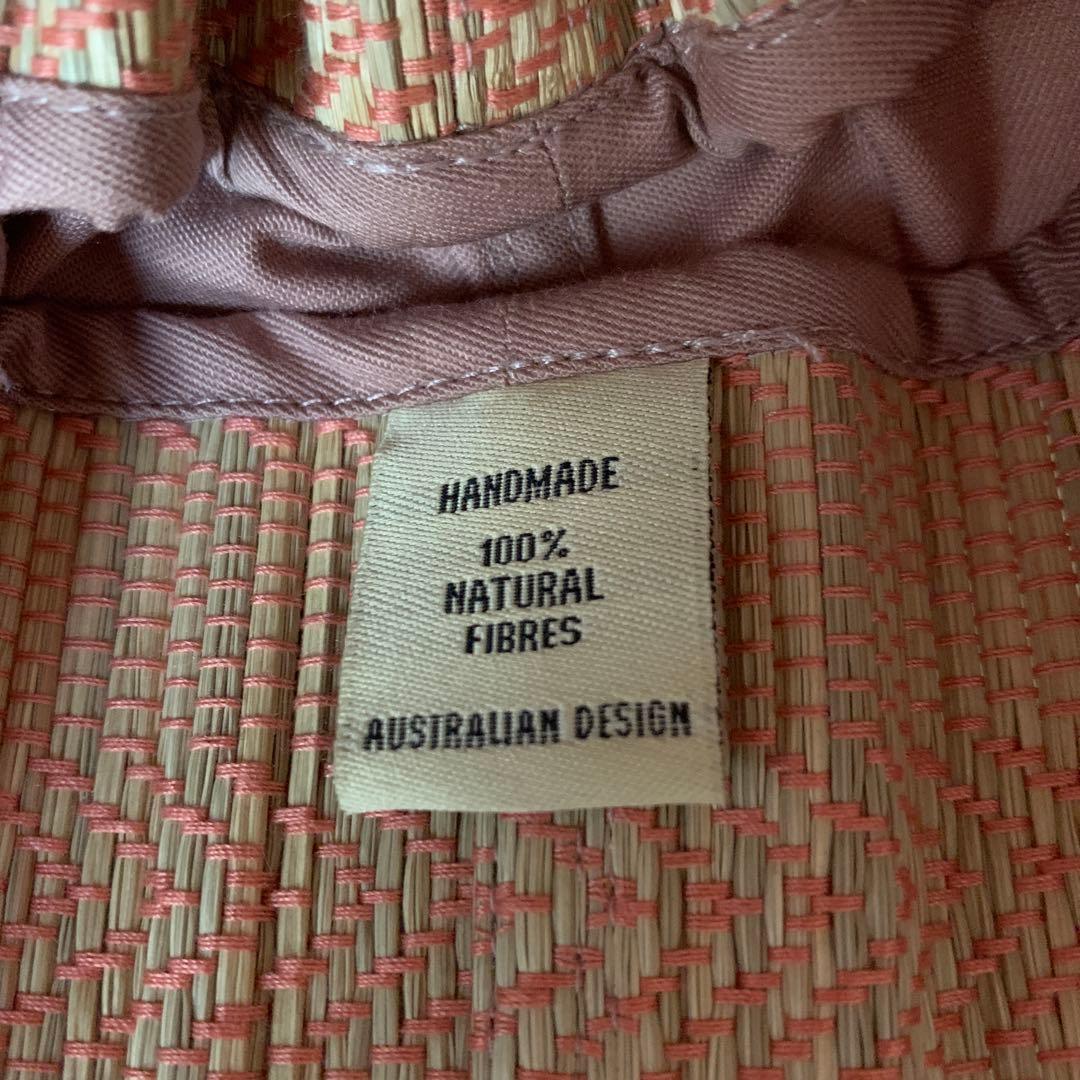 HANDMADE
100%
NATURAL
FIBRES
AUSTRALIAN DESIGN